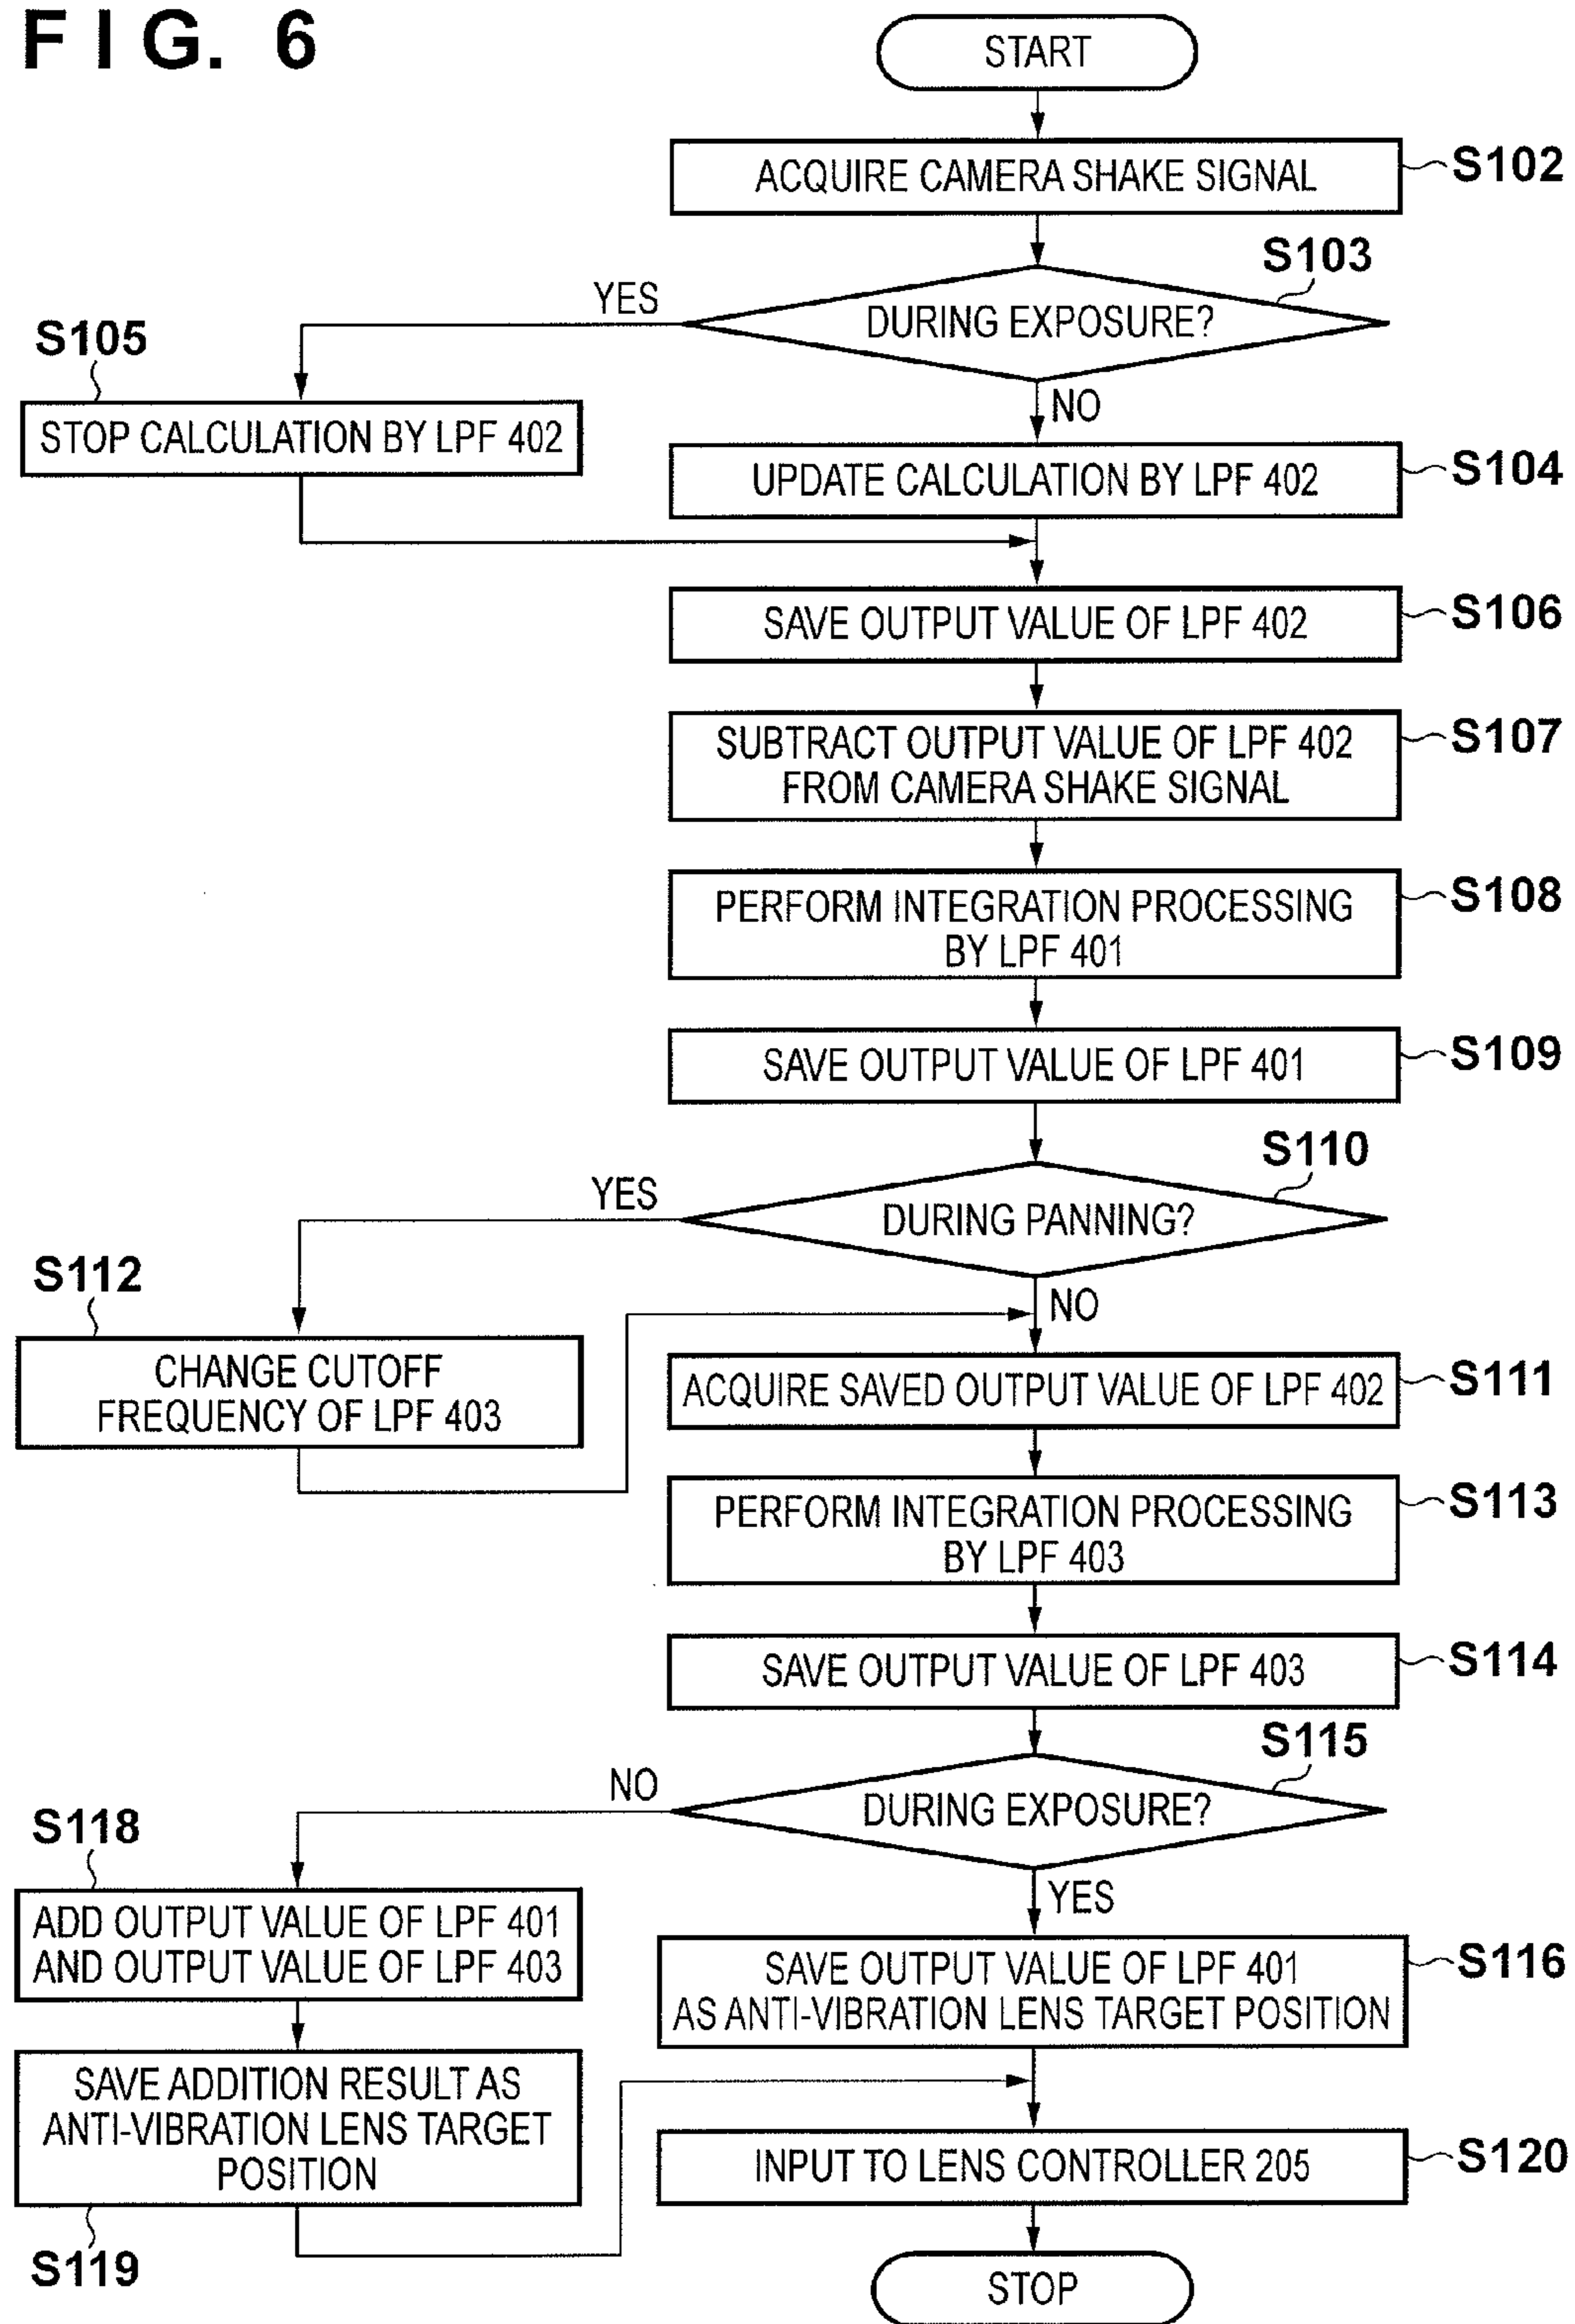 FIG. 6
START
ACQUIRE CAMERA SHAKE SIGNAL
S102
S103
DURING EXPOSURE?
YES
NO
S105
STOP CALCULATION BY LPF 402
UPDATE CALCULATION BY LPF 402
S104
SAVE OUTPUT VALUE OF LPF 402
S106
SUBTRACT OUTPUT VALUE OF LPF 402
FROM CAMERA SHAKE SIGNAL
S107
PERFORM INTEGRATION PROCESSING
BY LPF 401
S108
SAVE OUTPUT VALUE OF LPF 401
S109
S110
DURING PANNING?
YES
NO
S112
CHANGE CUTOFF
FREQUENCY OF LPF 403
ACQUIRE SAVED OUTPUT VALUE OF LPF 402
S111
PERFORM INTEGRATION PROCESSING
BY LPF 403
S113
SAVE OUTPUT VALUE OF LPF 403
S114
S115
DURING EXPOSURE?
NO
YES
S118
ADD OUTPUT VALUE OF LPF 401
AND OUTPUT VALUE OF LPF 403
SAVE OUTPUT VALUE OF LPF 401
AS ANTI-VIBRATION LENS TARGET POSITION
S116
SAVE ADDITION RESULT AS
ANTI-VIBRATION LENS TARGET
POSITION
S119
INPUT TO LENS CONTROLLER 205
S120
STOP